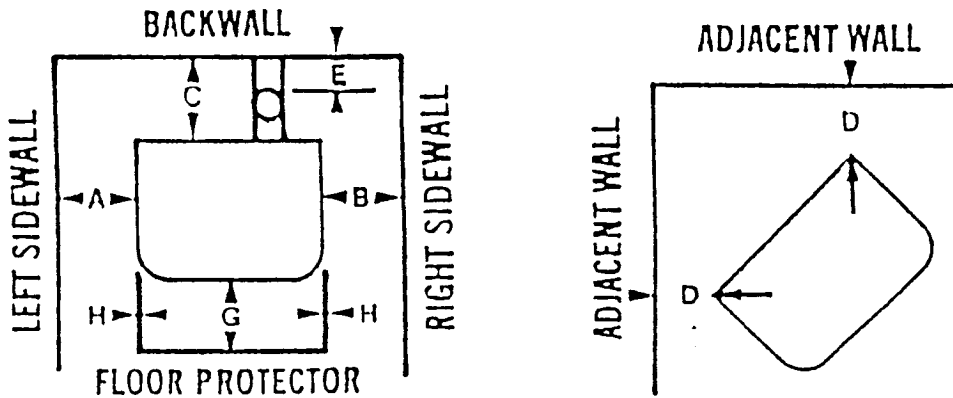 BACKWALL
E
C
LEFT SIDEWALL
A
B
RIGHT SIDEWALL
H
G
H
FLOOR PROTECTOR
ADJACENT WALL
D
ADJACENT WALL
D